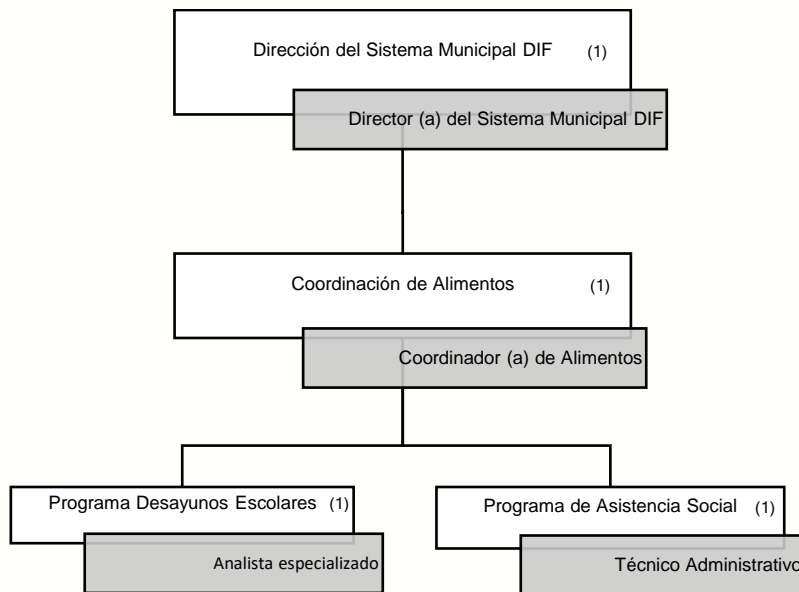 Dirección del Sistema Municipal DIF (1)
Director (a) del Sistema Municipal DIF
Coordinación de Alimentos (1)
Coordinador (a) de Alimentos
Programa Desayunos Escolares (1)
Analista especializado
Programa de Asistencia Social (1)
Técnico Administrativo